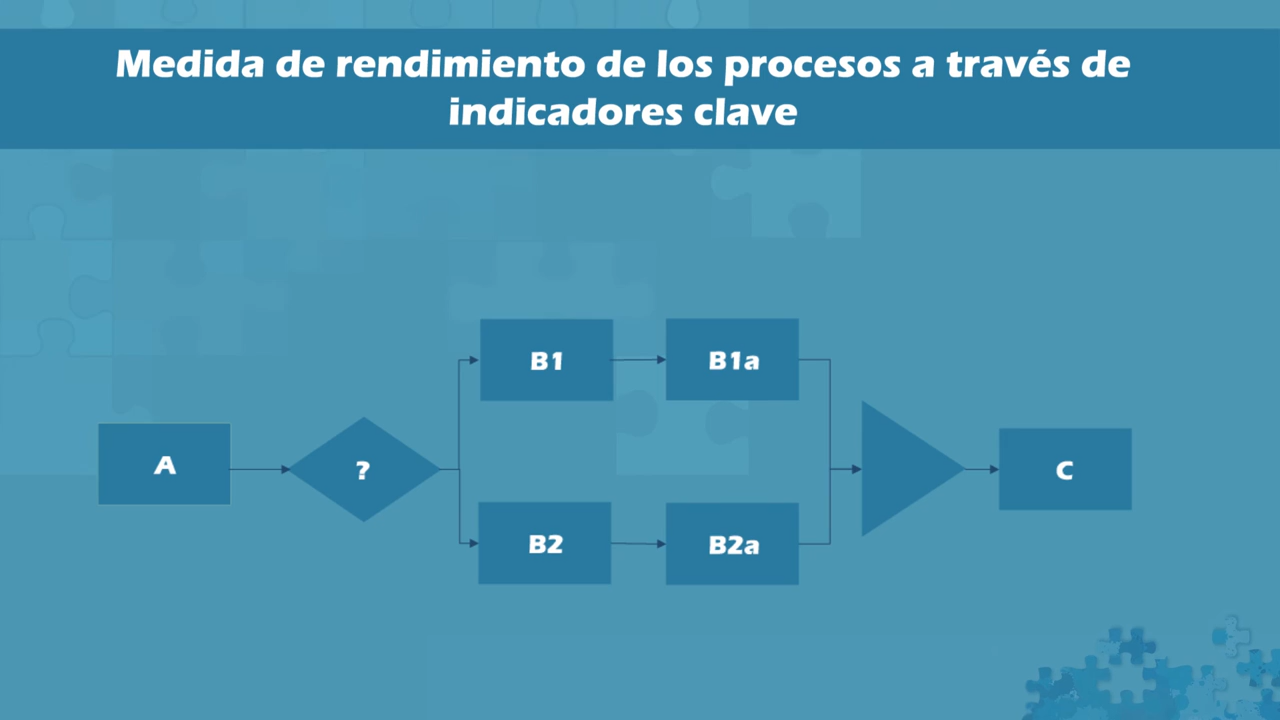 Medida de rendimiento de los procesos a través de
indicadores clave
B1
B1a
A
?
C
B2
B2a